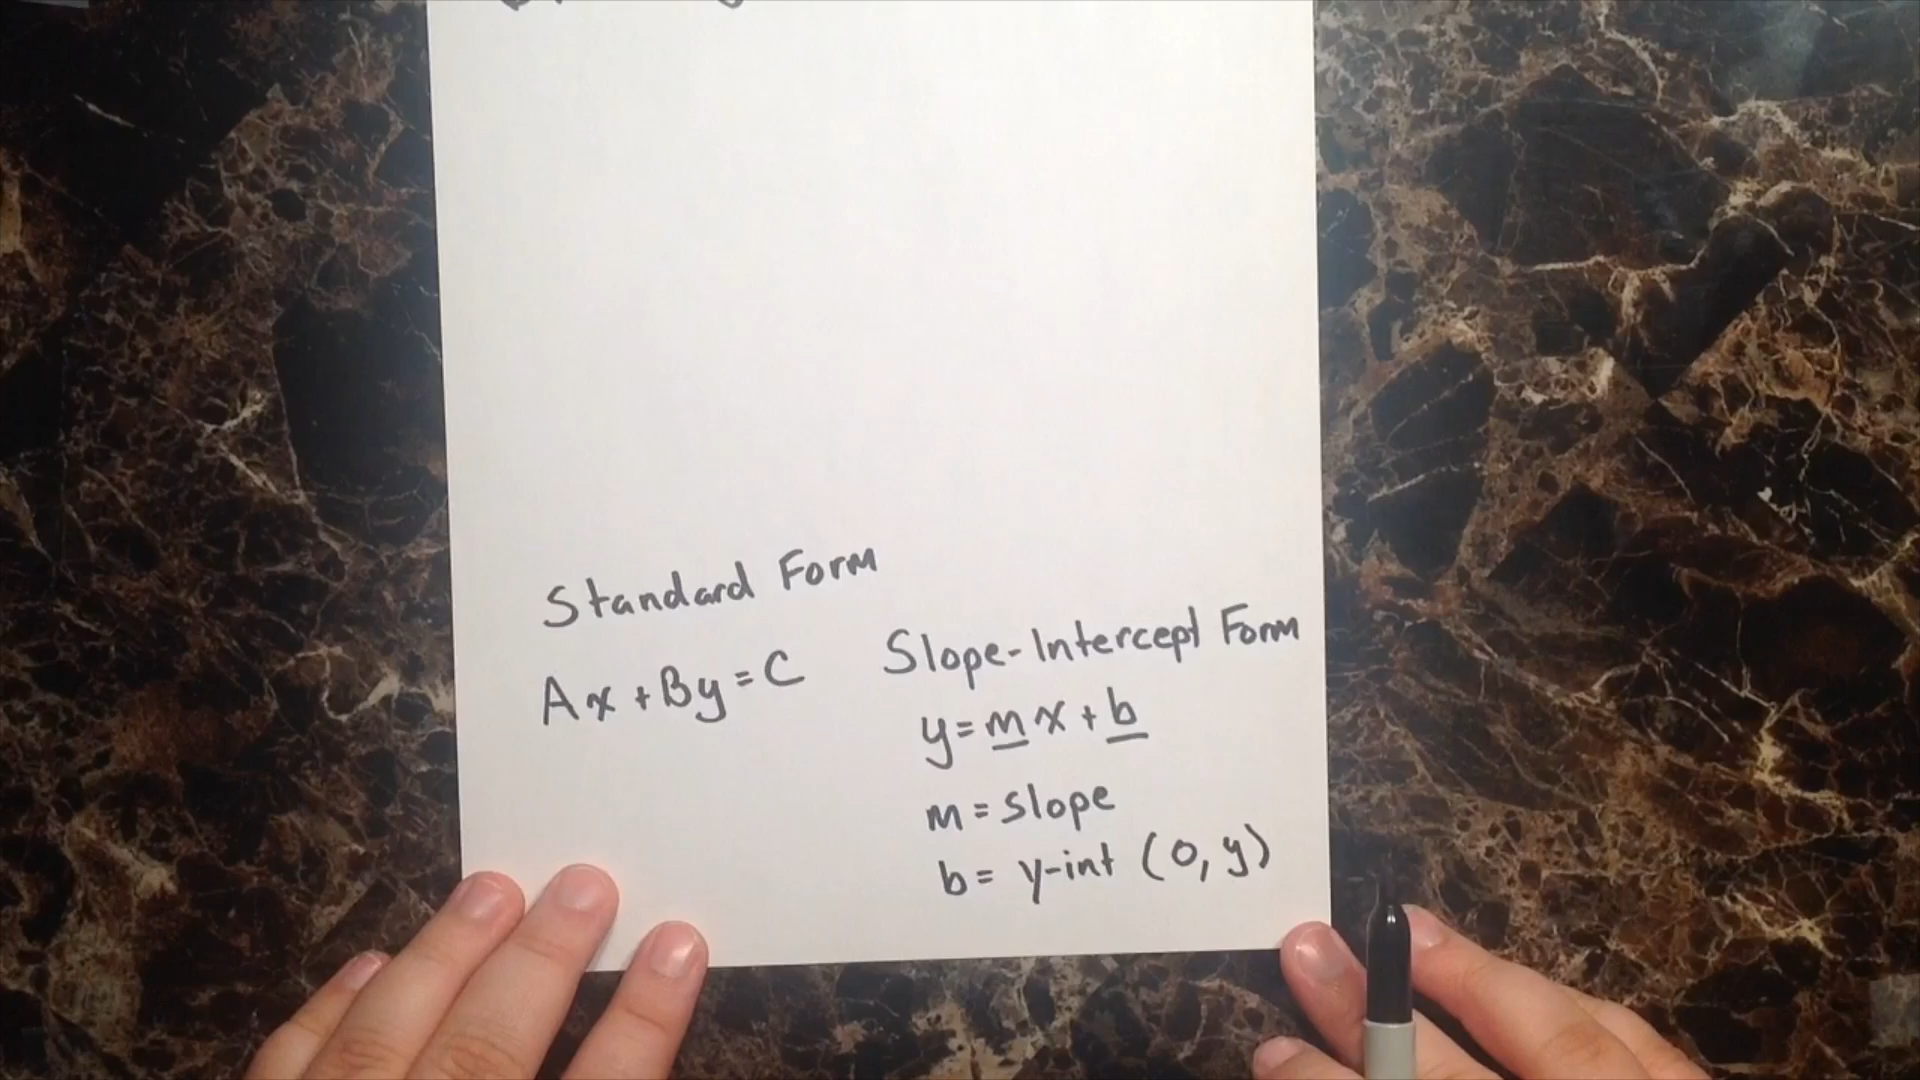 Standard Form
Ax + By = C
Slope-Intercept Form
y = mx + b
m = slope
b = y-int (0, y)